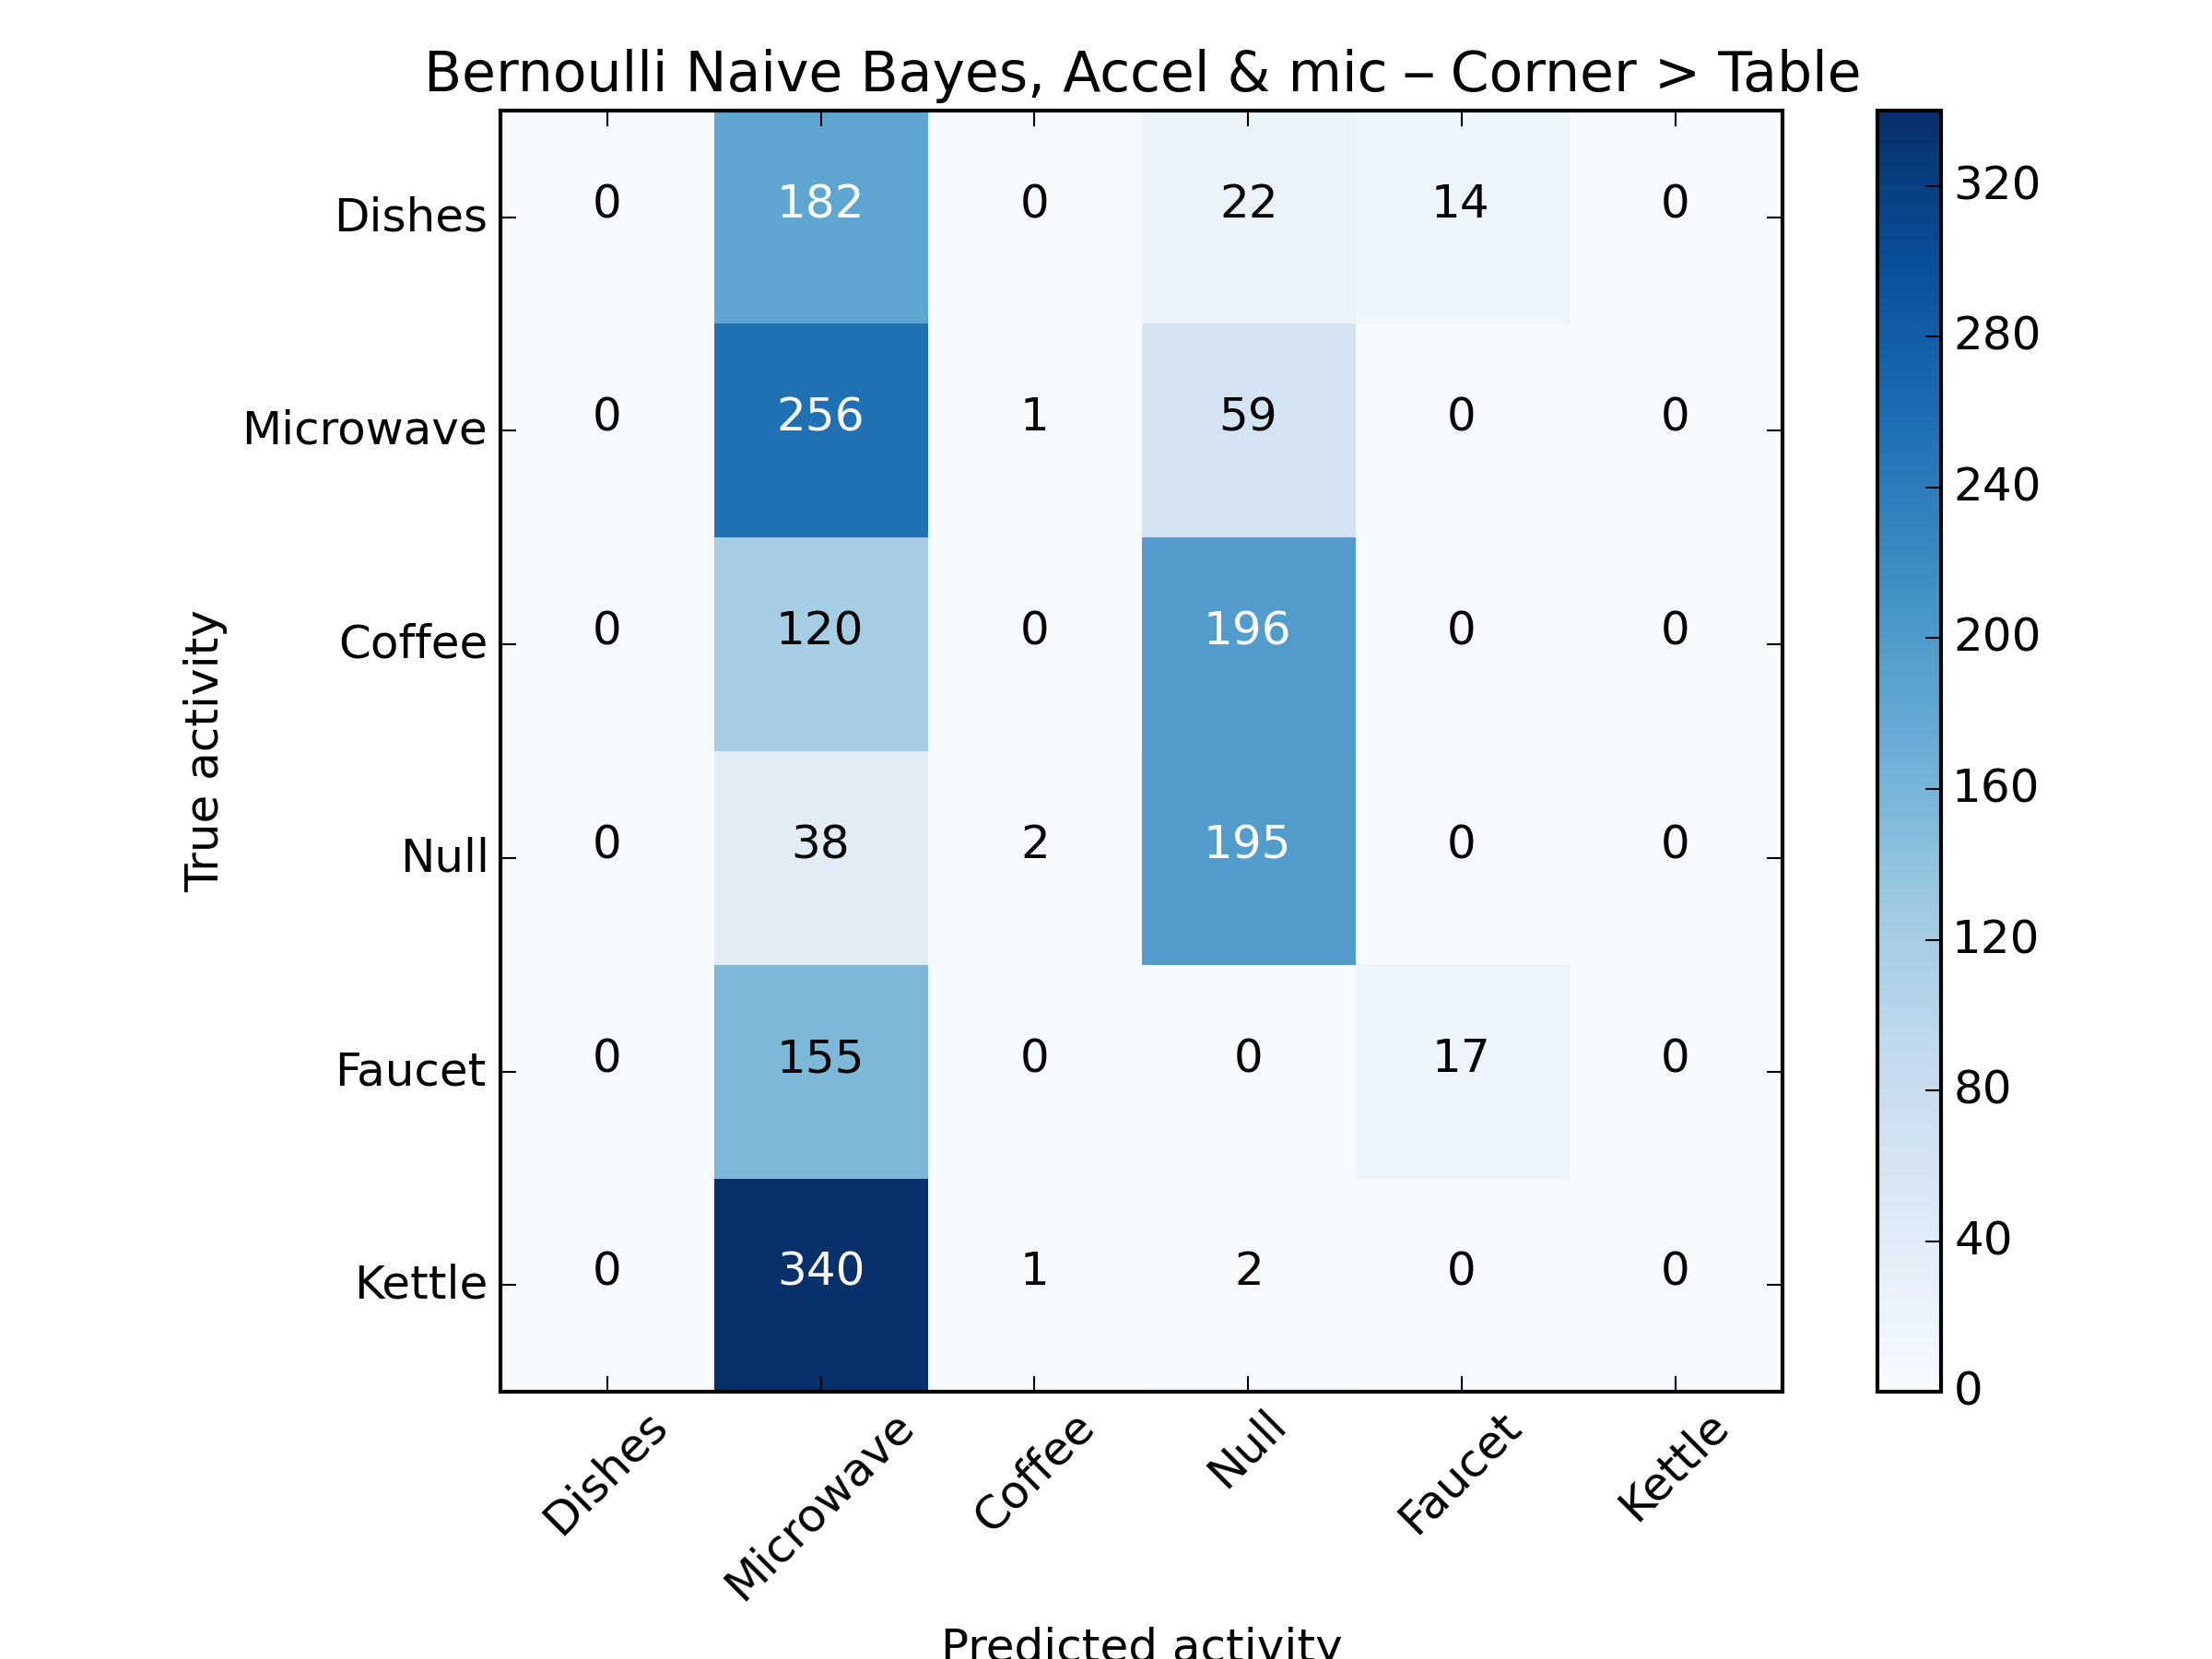 Bernoulli Naive Bayes, Accel & mic – Corner > Table
Dishes 0 182 0 22 14 0
Microwave 0 256 1 59 0 0
Coffee 0 120 0 196 0 0
Null 0 38 2 195 0 0
Faucet 0 155 0 0 17 0
Kettle 0 340 1 2 0 0
True activity
Dishes Microwave Coffee Null Faucet Kettle
Predicted activity
320
280
240
200
160
120
80
40
0